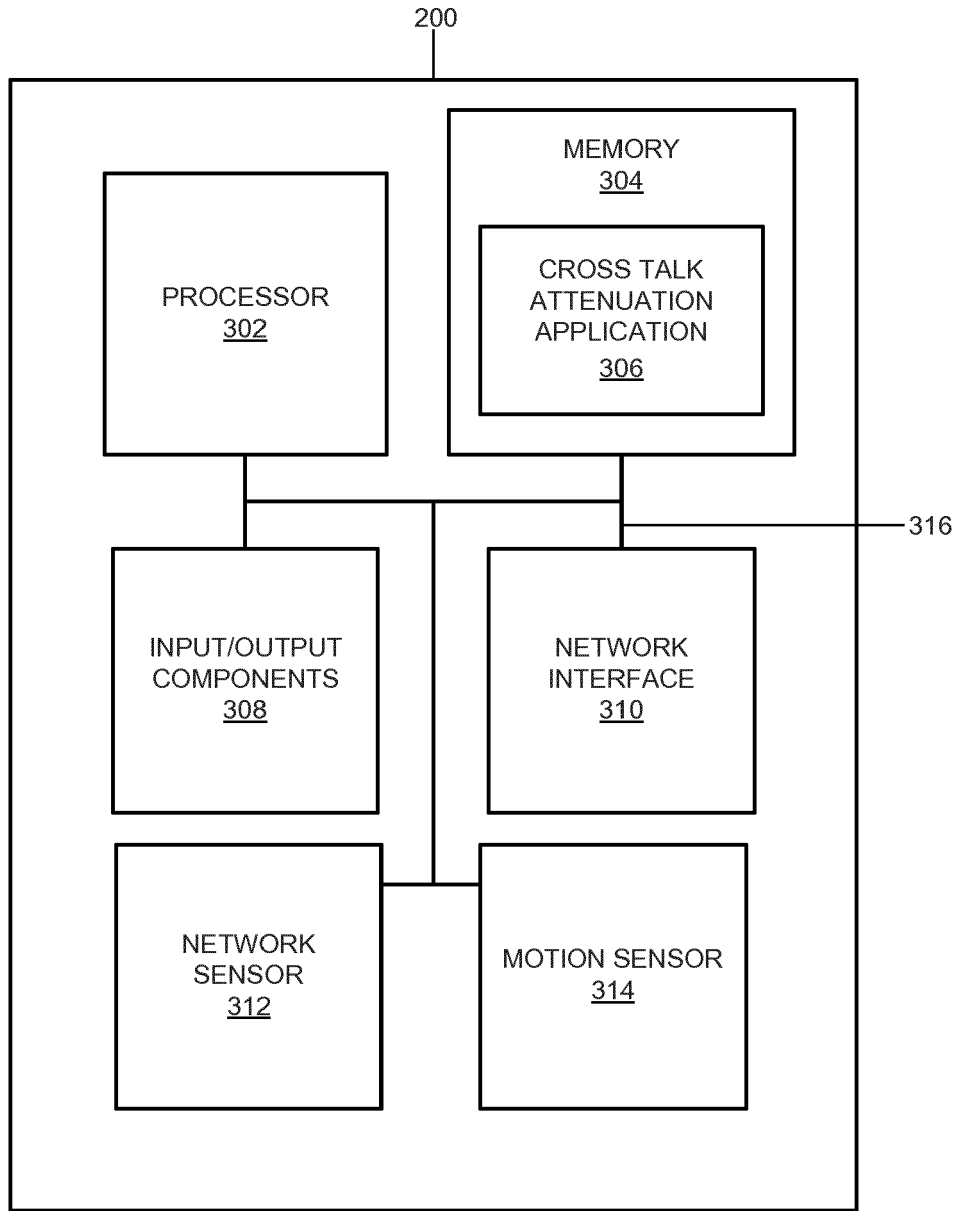 200
MEMORY
304
CROSS TALK
ATTENUATION
APPLICATION
306
PROCESSOR
302
316
INPUT/OUTPUT
COMPONENTS
308
NETWORK
INTERFACE
310
NETWORK
SENSOR
312
MOTION SENSOR
314